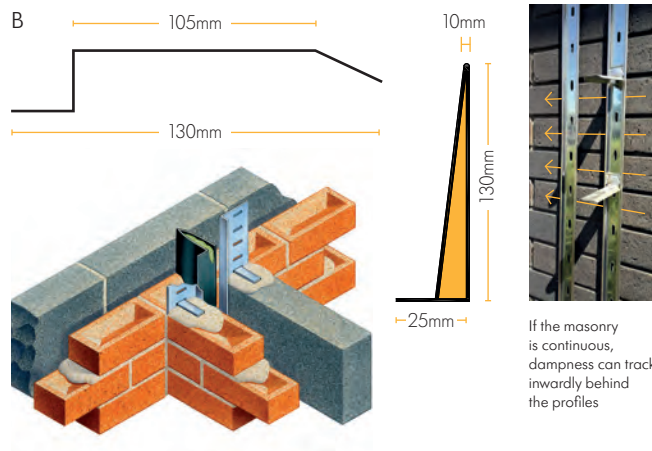 B
105mm
130mm
10mm
130mm
25mm
If the masonry
is continuous,
dampness can track
inwardly behind
the profiles